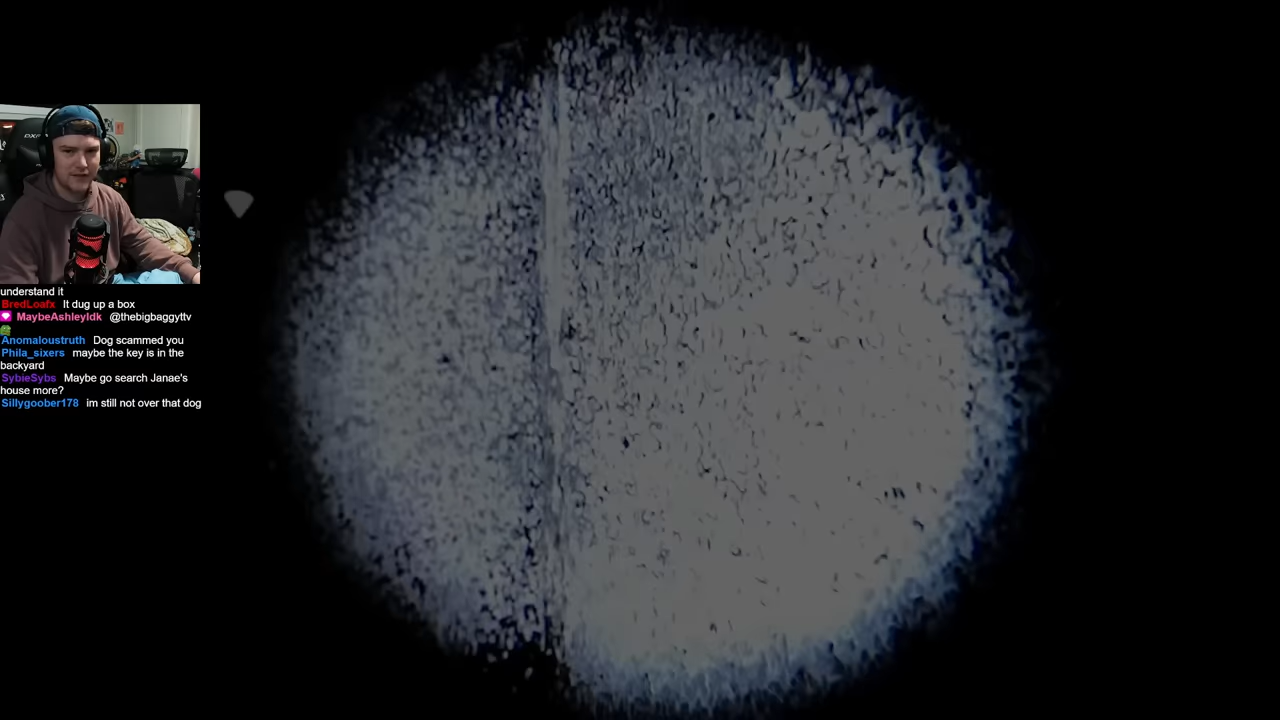 understand it
BredLoafx It dug up a box
MaybeAshleyIdk @thebigbaggyttv
Anomaloustruth Dog scammed you
Phila_sixers maybe the key is in the
backyard
SybieSybs Maybe go search Janae's
house more?
Sillygoober178 im still not over that dog